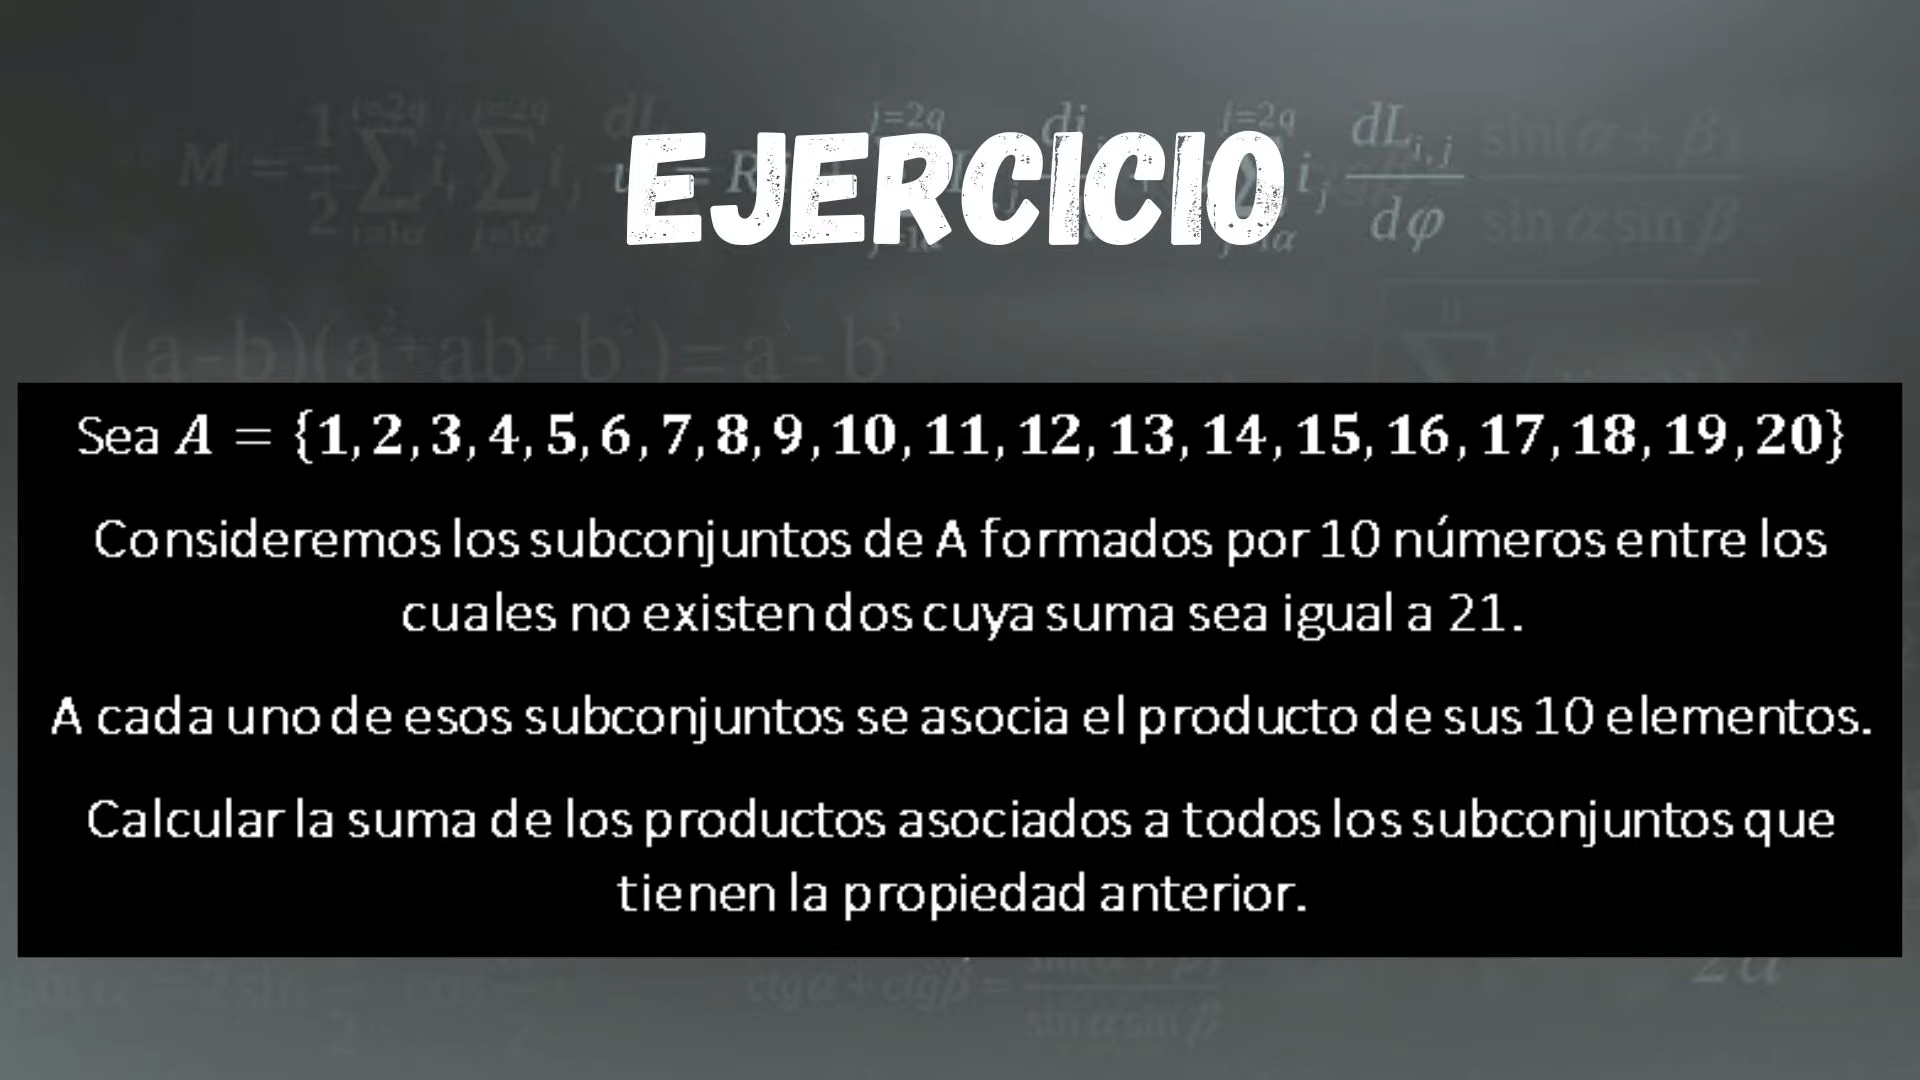 EJERCICIO
Sea A = {1, 2, 3, 4, 5, 6, 7, 8, 9, 10, 11, 12, 13, 14, 15, 16, 17, 18, 19, 20}
Consideremos los subconjuntos de A formados por 10 números entre los
cuales no existen dos cuya suma sea igual a 21.
A cada uno de esos subconjuntos se asocia el producto de sus 10 elementos.
Calcular la suma de los productos asociados a todos los subconjuntos que
tienen la propiedad anterior.